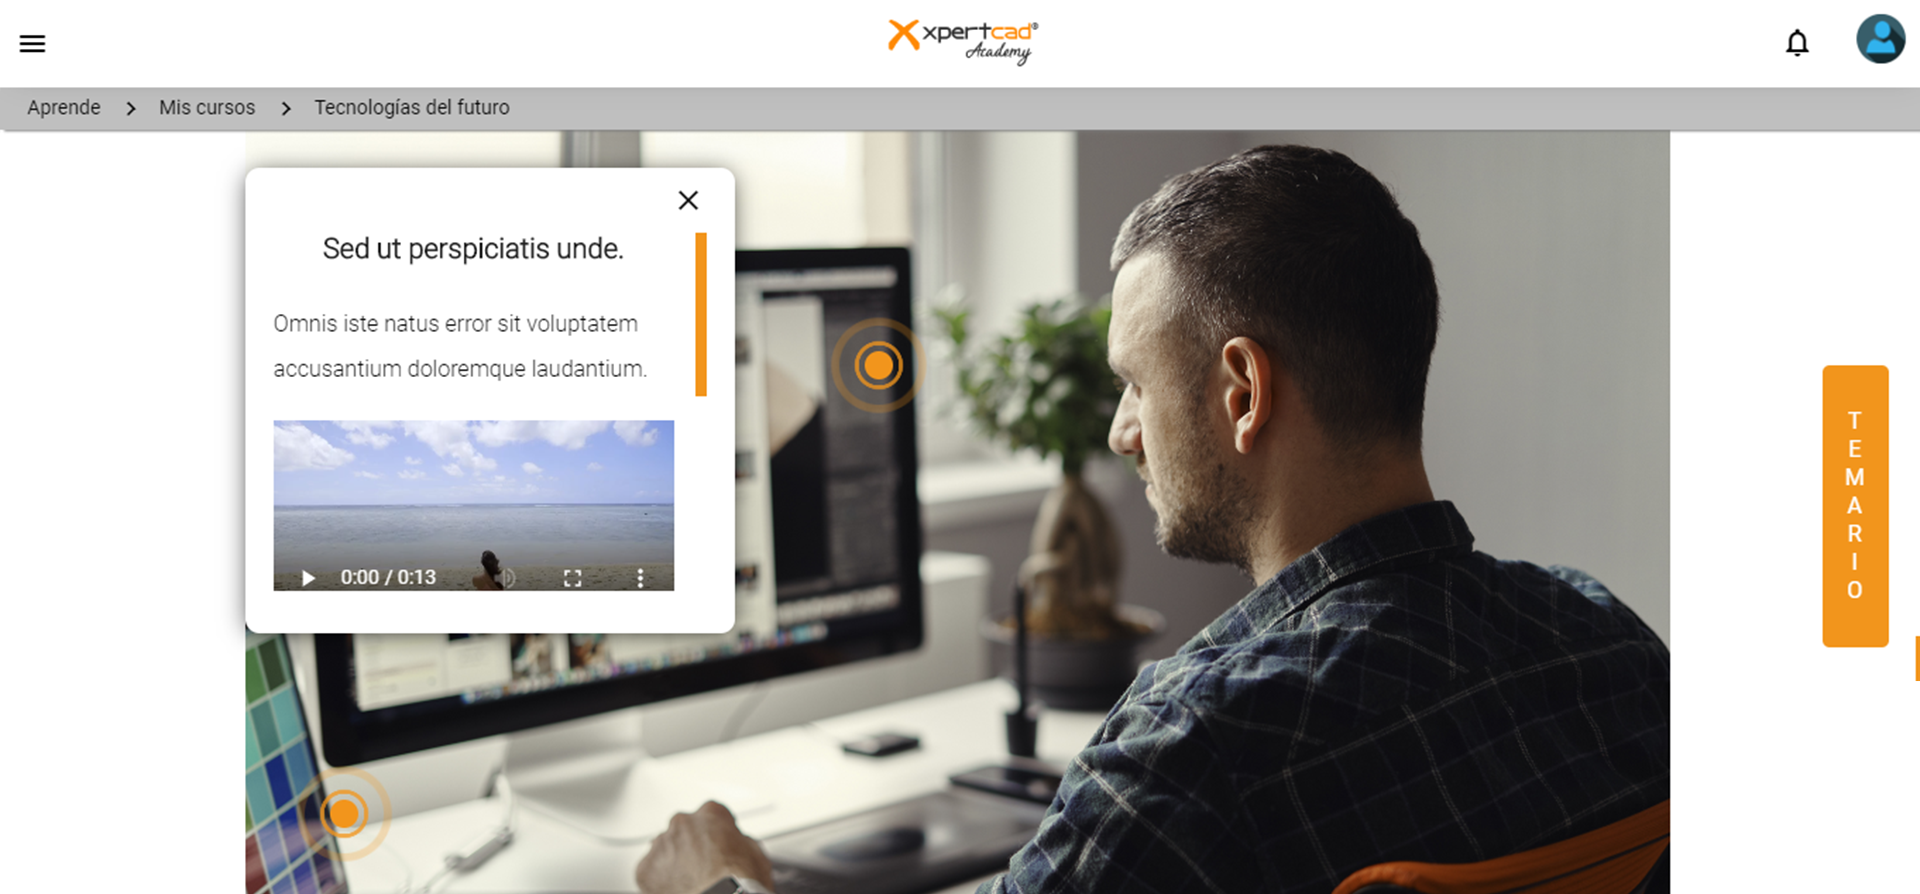 xpertcad®
Academy
Aprende > Mis cursos > Tecnologías del futuro
Sed ut perspiciatis unde.
Omnis iste natus error sit voluptatem
accusantium doloremque laudantium.
0:00 / 0:13
TEMARIO